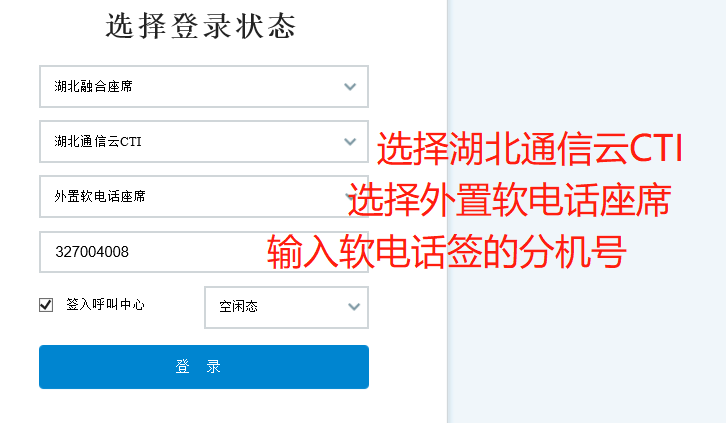 选择登录状态
湖北融合座席
湖北通信云CTI
选择湖北通信云CTI
外置软电话座席
选择外置软电话座席
327004008
输入软电话签的分机号
签入呼叫中心
空闲态
登 录